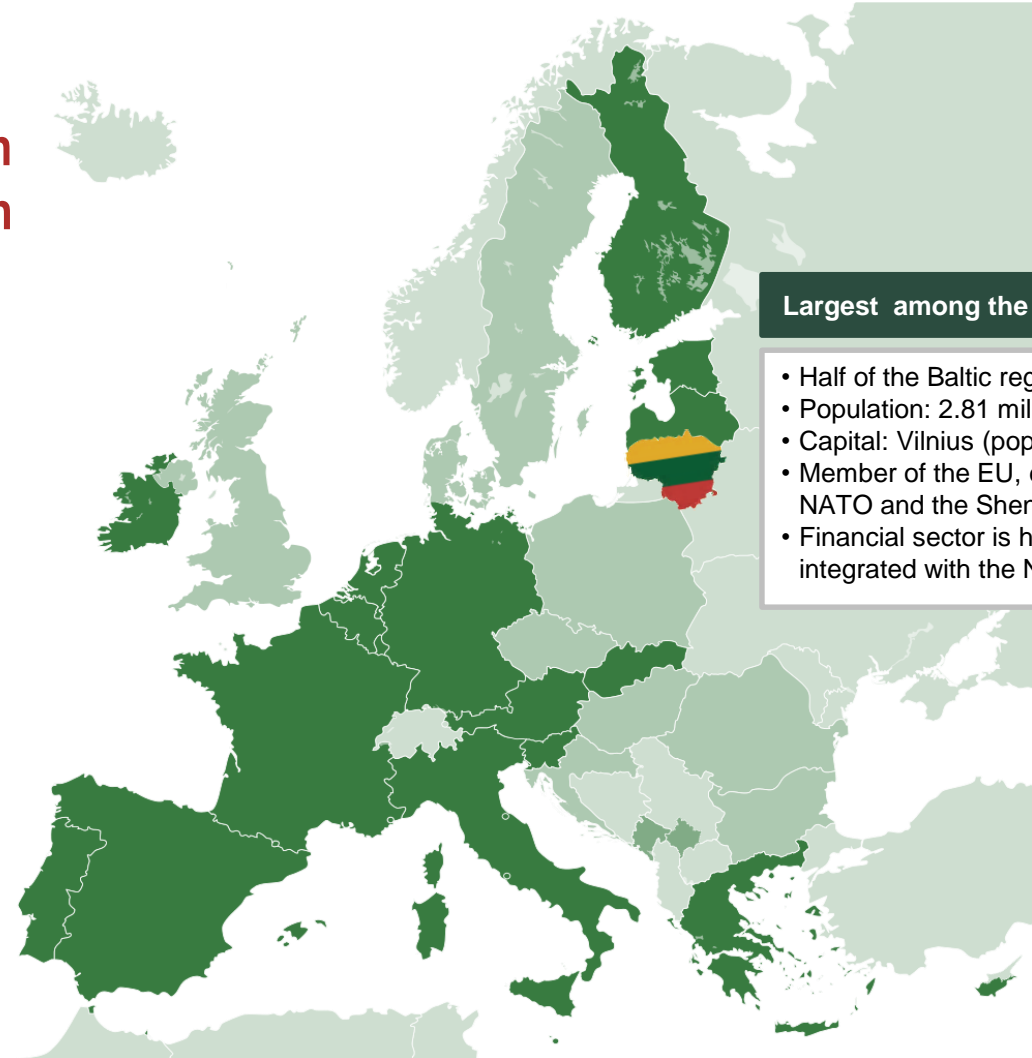 n
n
Largest among the
• Half of the Baltic reg
• Population: 2.81 mil
• Capital: Vilnius (pop
• Member of the EU,
NATO and the Shen
• Financial sector is h
integrated with the N